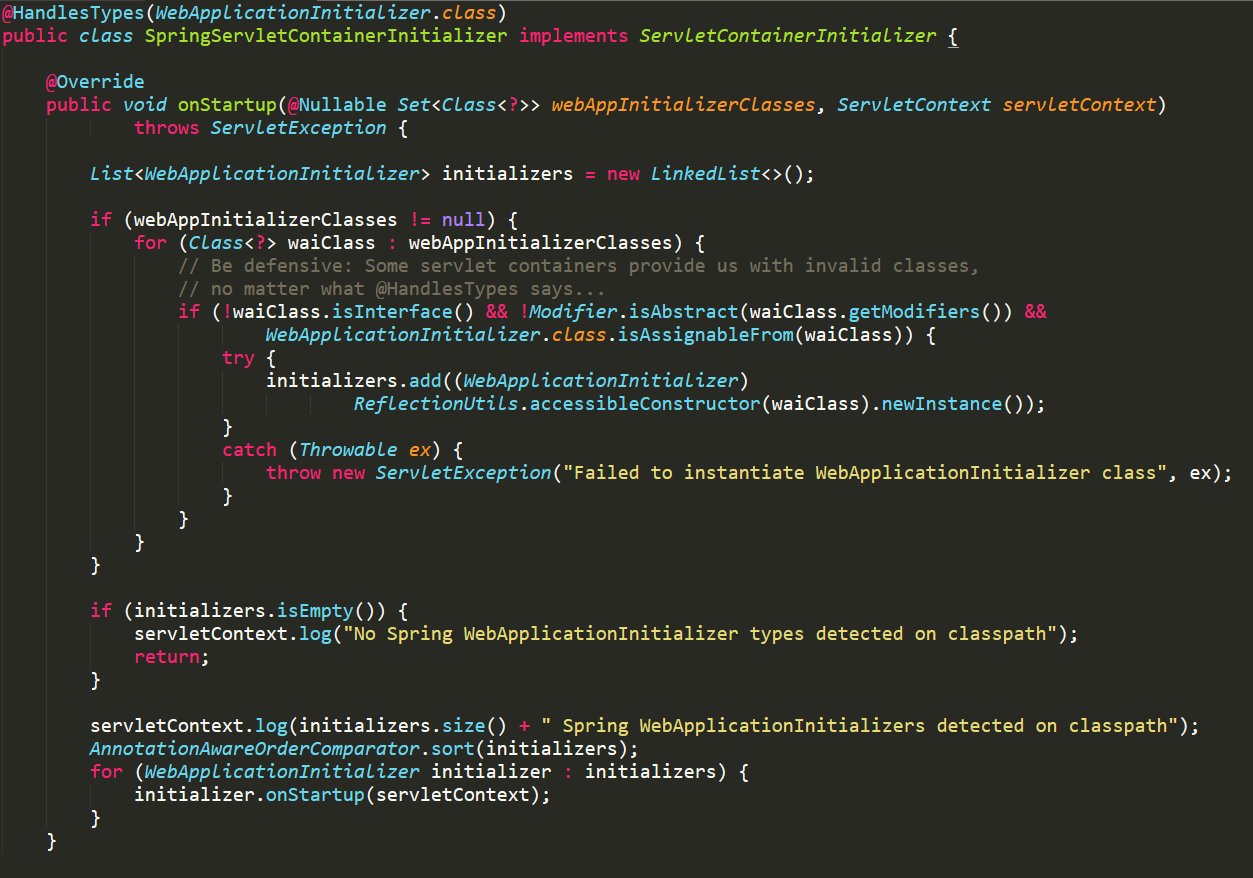 @HandlesTypes(WebApplicationInitializer.class)
public class SpringServletContainerInitializer implements ServletContainerInitializer {
@Override
public void onStartup(@Nullable Set<Class<?>> webAppInitializerClasses, ServletContext servletContext)
throws ServletException {
List<WebApplicationInitializer> initializers = new LinkedList<>();
if (webAppInitializerClasses != null) {
for (Class<?> waiClass : webAppInitializerClasses) {
// Be defensive: Some servlet containers provide us with invalid classes,
// no matter what @HandlesTypes says...
if (!waiClass.isInterface() && !Modifier.isAbstract(waiClass.getModifiers()) &&
WebApplicationInitializer.class.isAssignableFrom(waiClass)) {
try {
initializers.add((WebApplicationInitializer)
ReflectionUtils.accessibleConstructor(waiClass).newInstance());
}
catch (Throwable ex) {
throw new ServletException("Failed to instantiate WebApplicationInitializer class", ex);
}
}
}
}
if (initializers.isEmpty()) {
servletContext.log("No Spring WebApplicationInitializer types detected on classpath");
return;
}
servletContext.log(initializers.size() + " Spring WebApplicationInitializers detected on classpath");
AnnotationAwareOrderComparator.sort(initializers);
for (WebApplicationInitializer initializer : initializers) {
initializer.onStartup(servletContext);
}
}